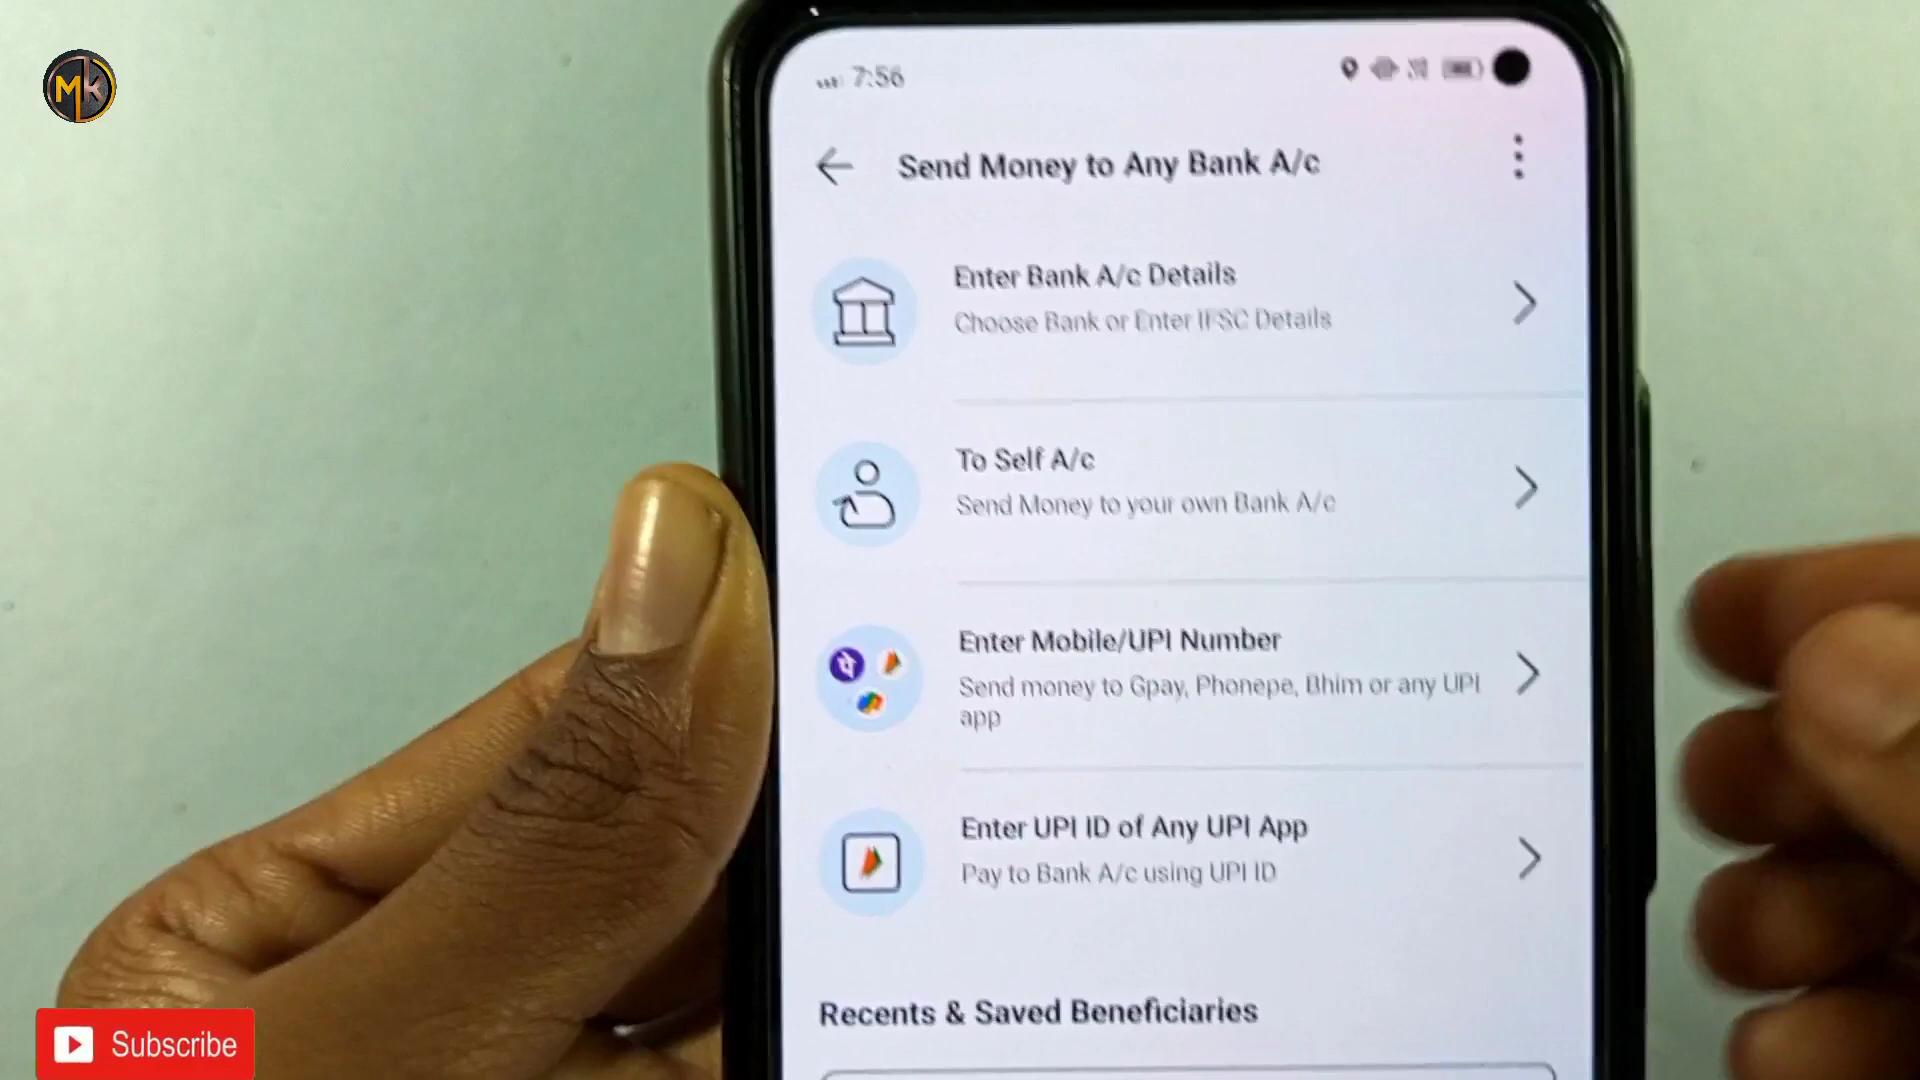 MK
7:56
Send Money to Any Bank A/c
Enter Bank A/c Details
Choose Bank or Enter IFSC Details
To Self A/c
Send Money to your own Bank A/c
Enter Mobile/UPI Number
Send money to Gpay, Phonepe, Bhim or any UPI
app
Enter UPI ID of Any UPI App
Pay to Bank A/c using UPI ID
Recents & Saved Beneficiaries
Subscribe